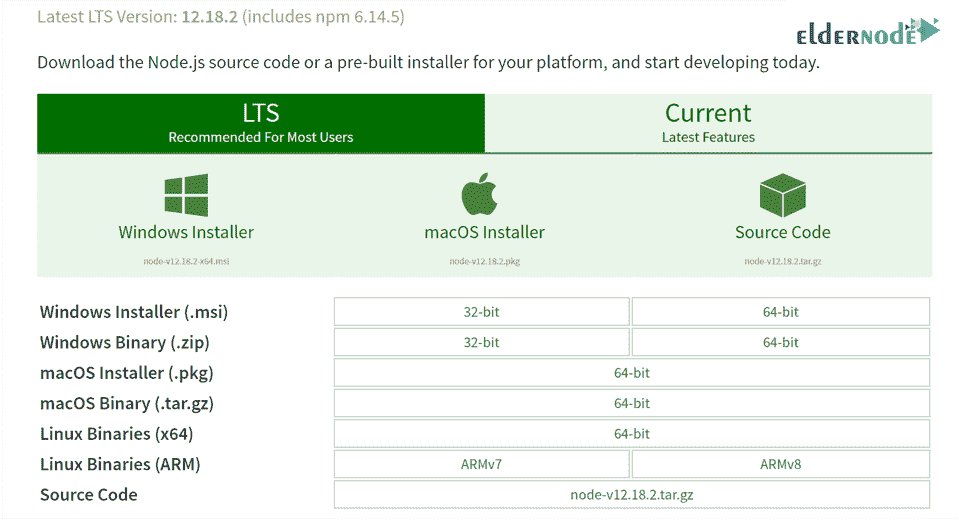 Latest LTS Version: 12.18.2 (includes npm 6.14.5)
ELDERNODE
Download the Node.js source code or a pre-built installer for your platform, and start developing today.
LTS
Recommended For Most Users
Current
Latest Features
Windows Installer
node-v12.18.2-x64.msi
macOS Installer
node-v12.18.2.pkg
Source Code
node-v12.18.2.tar.gz
Windows Installer (.msi) 32-bit 64-bit
Windows Binary (.zip) 32-bit 64-bit
macOS Installer (.pkg) 64-bit
macOS Binary (.tar.gz) 64-bit
Linux Binaries (x64) 64-bit
Linux Binaries (ARM) ARMv7 ARMv8
Source Code node-v12.18.2.tar.gz